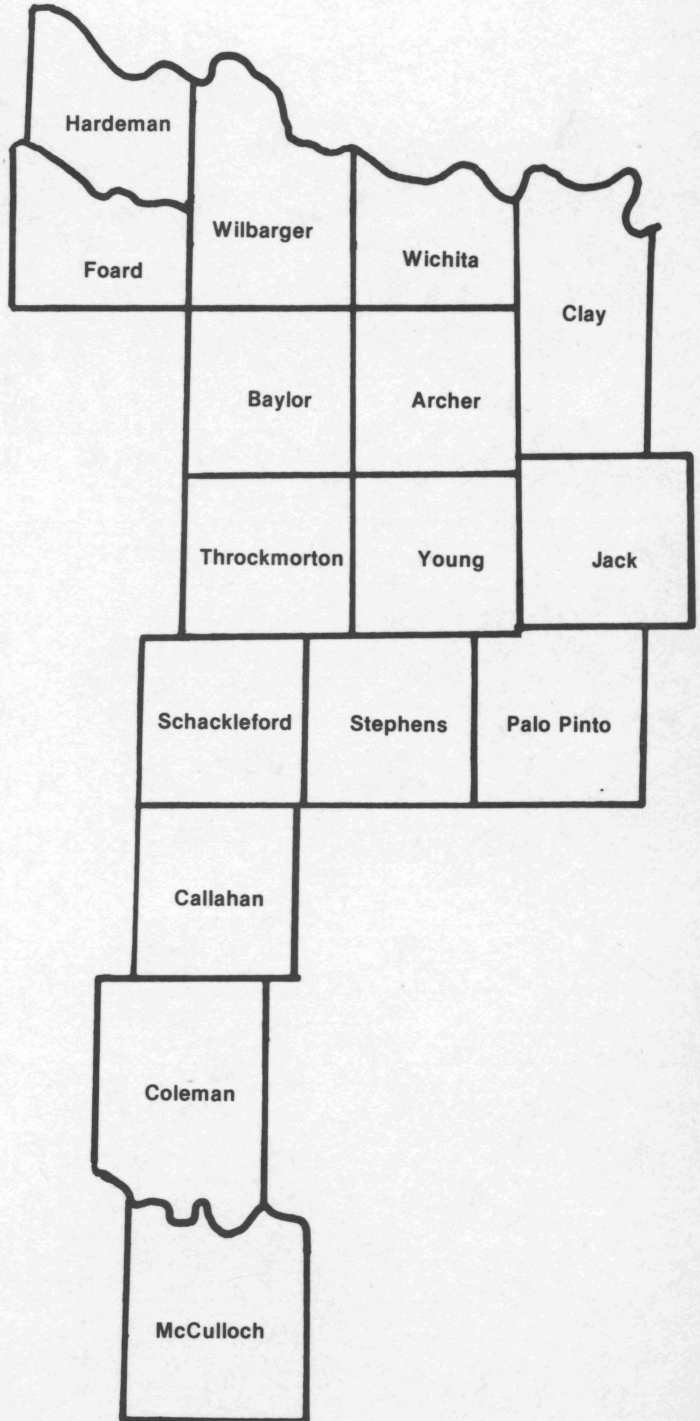 Hardeman
Wilbarger
Foard
Wichita
Clay
Baylor
Archer
Throckmorton
Young
Jack
Schackleford
Stephens
Palo Pinto
Callahan
Coleman
McCulloch